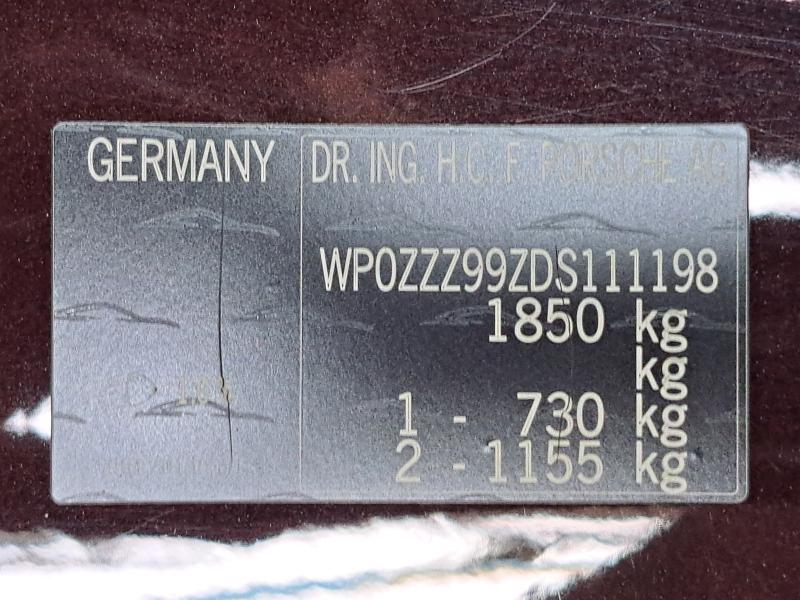 GERMANY
DR. ING. H.C. F. PORSCHE AG
WP0ZZZ99ZDS111198
1850 kg
kg
1 - 730 kg
2 - 1155 kg